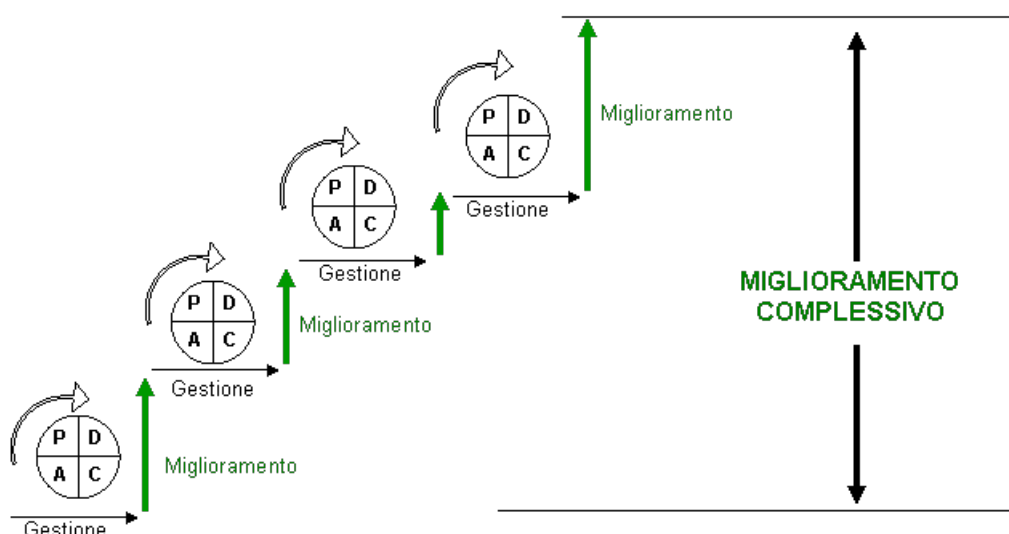 P D
Miglioramento
A C
Gestione
P D
A C
Gestione
MIGLIORAMENTO
COMPLESSIVO
P D
Miglioramento
A C
Gestione
P D
A C
Miglioramento
Gestione